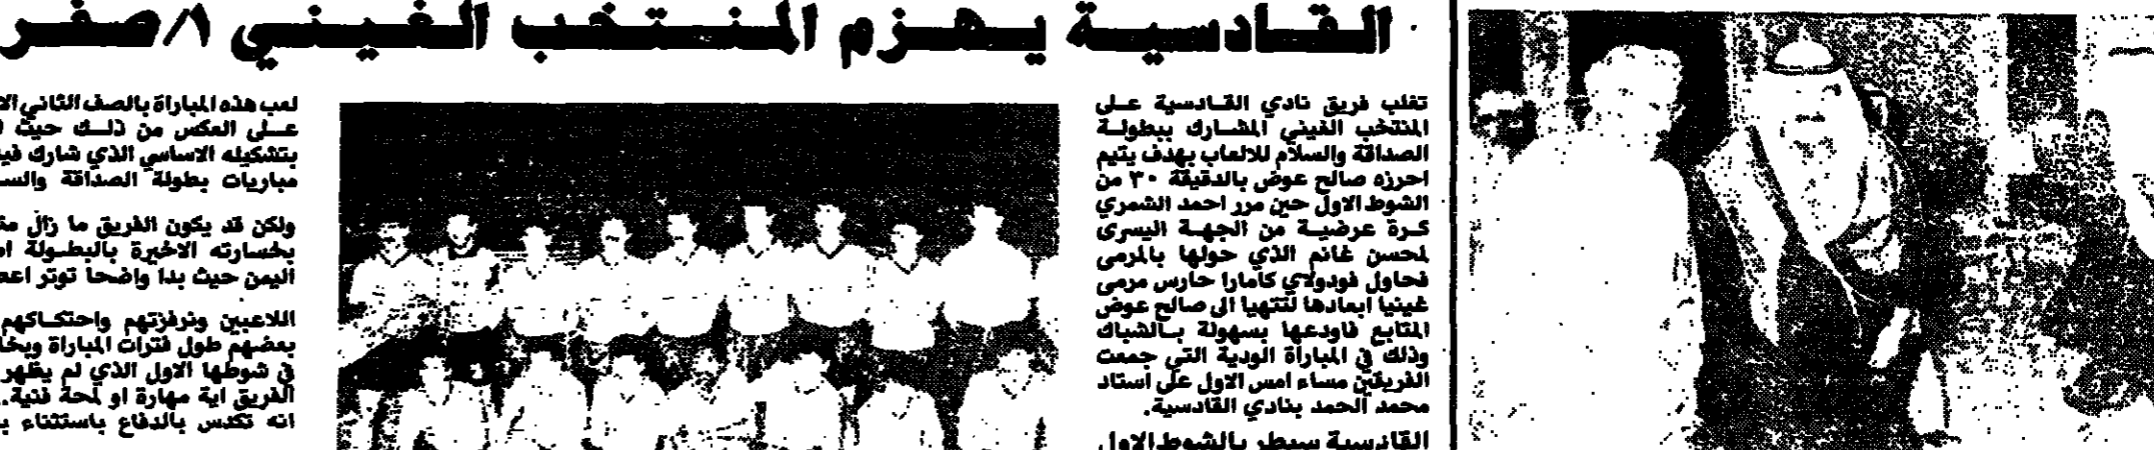 القادسية يهزم المنتخب الغيني ١/صفر
تغلب فريق نادي القادسية على
المنتخب الغيني المشارك ببطولة
الصداقة والسلام للالعاب بهدف يتيم
احرزه صالح عوض بالدقيقة ٣٠ من
الشوط الاول حين مرر احمد الشمري
كرة عرضية من الجهة اليسرى
لمحسن غانم الذي حولها بالمرمى
فحاول فودولاي كامارا حارس مرمى
غينيا ابعادها لتنتهيا الى صالح عوض
المتابع فاودعها بسهولة بالشباك
وذلك في المباراة الودية التي جمعت
الفريقين مساء امس الاول على استاد
محمد الحمد بنادي القادسية.
القادسية سيطر بالشوط الاول
لعب هذه المباراة بالصف الثاني
على العكس من ذلك حيث
بتشكيله الاساسي الذي شارك
مباريات بطولة الصداقة
ولكن قد يكون الفريق ما زال
بخسارته الاخيرة بالبطولة
اليمن حيث بدا واضحا توتر
اللاعبين ونرفزتهم واحتكاكهم
بعضهم طول فترات المباراة
في شوطها الاول الذي لم يظهر
الفريق اية مهارة او لمحة فنية.
انه تكدس بالدفاع باستثناء